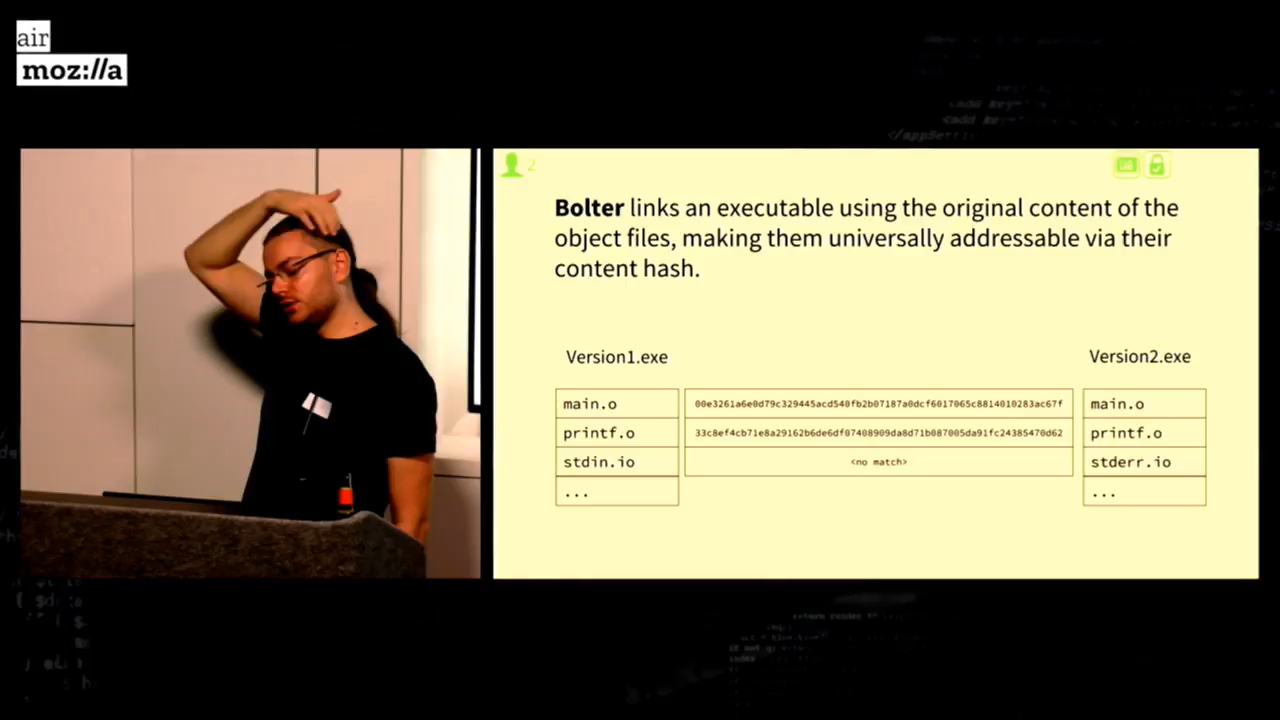 air
moz://a
2
Bolter links an executable using the original content of the
object files, making them universally addressable via their
content hash.
Version1.exe
Version2.exe
main.o
00e3261a6e0d79c329445acd540fb2b07187a0dcf6017065c8814010283ac67f
main.o
printf.o
33c8ef4cb71e8a29162b6de6df07408909da8d71b087005da91fc24385470d62
printf.o
stdin.io
<no match>
stderr.io
...
...